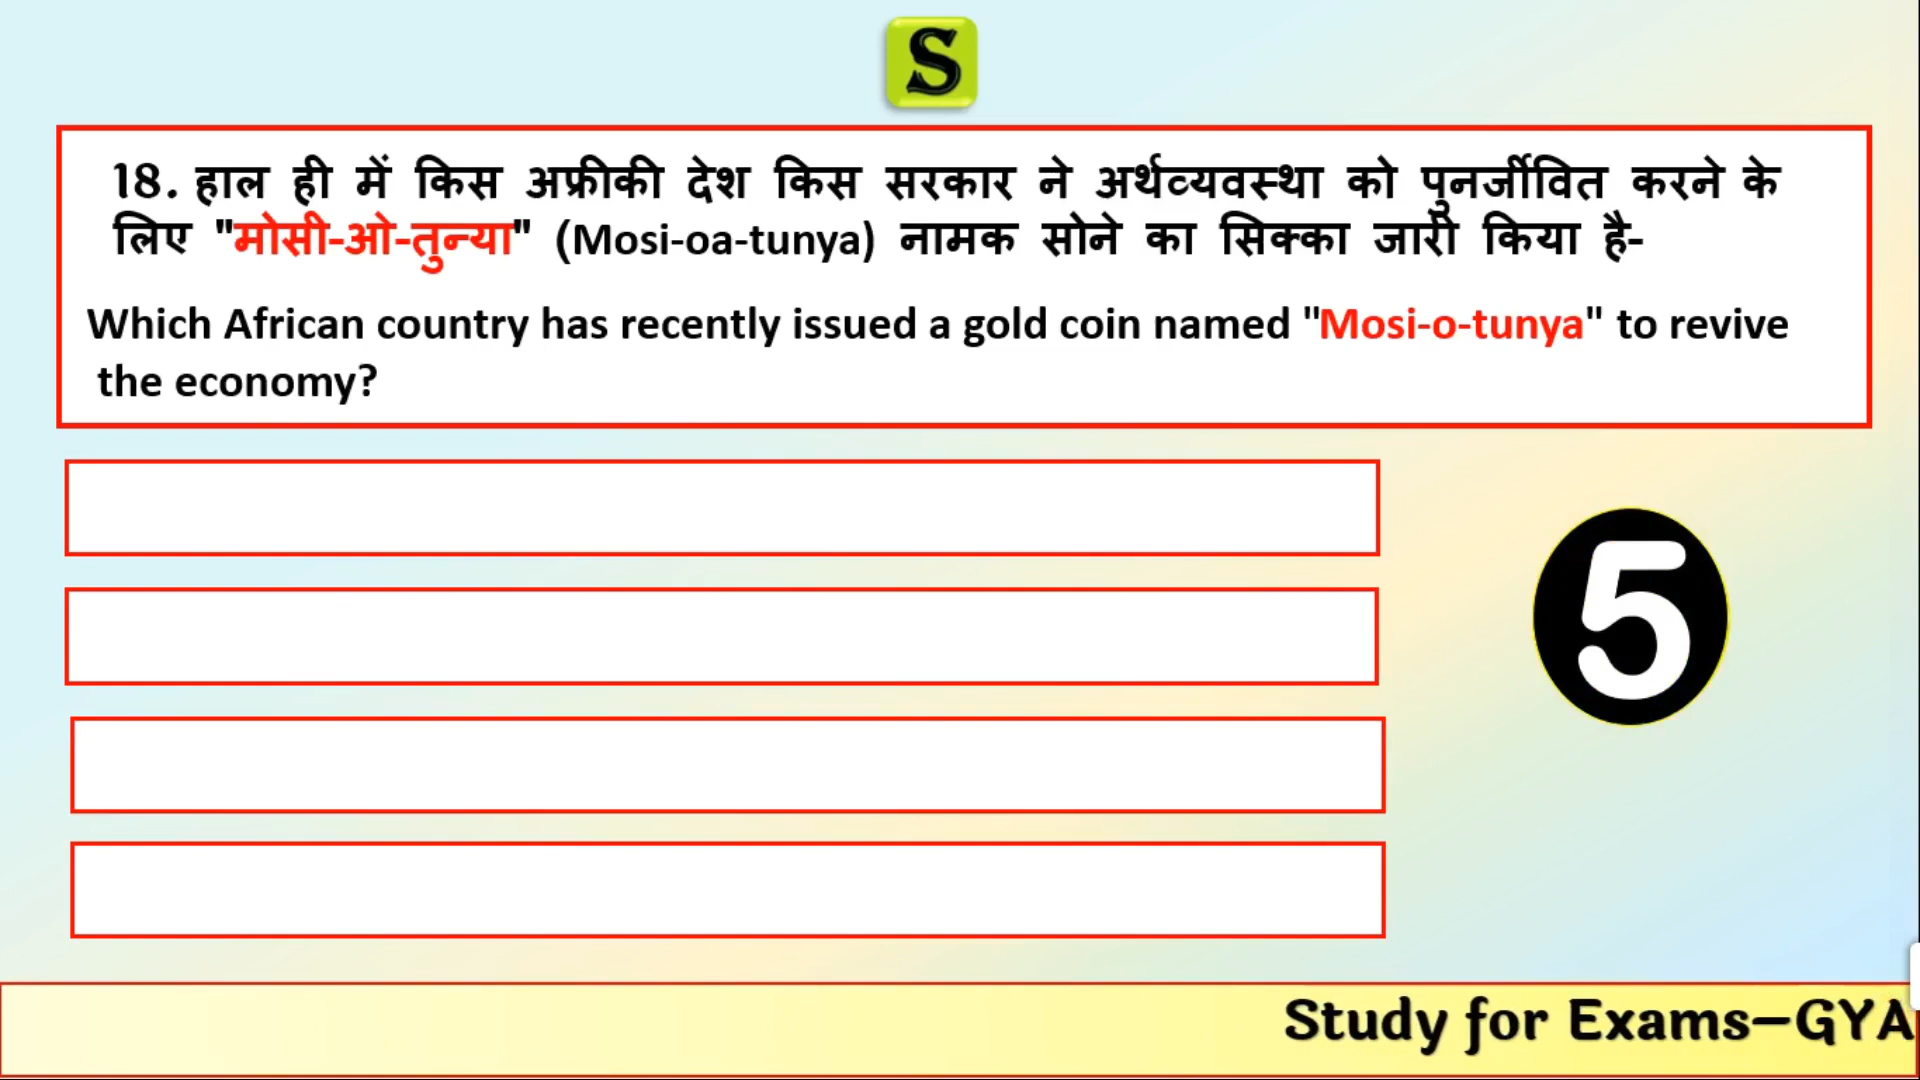 S
18. हाल ही में किस अफ्रीकी देश किस सरकार ने अर्थव्यवस्था को पुनर्जीवित करने के
लिए "मोसी-ओ-तुन्या" (Mosi-oa-tunya) नामक सोने का सिक्का जारी किया है-
Which African country has recently issued a gold coin named "Mosi-o-tunya" to revive
the economy?
5
Study for Exams—GYA